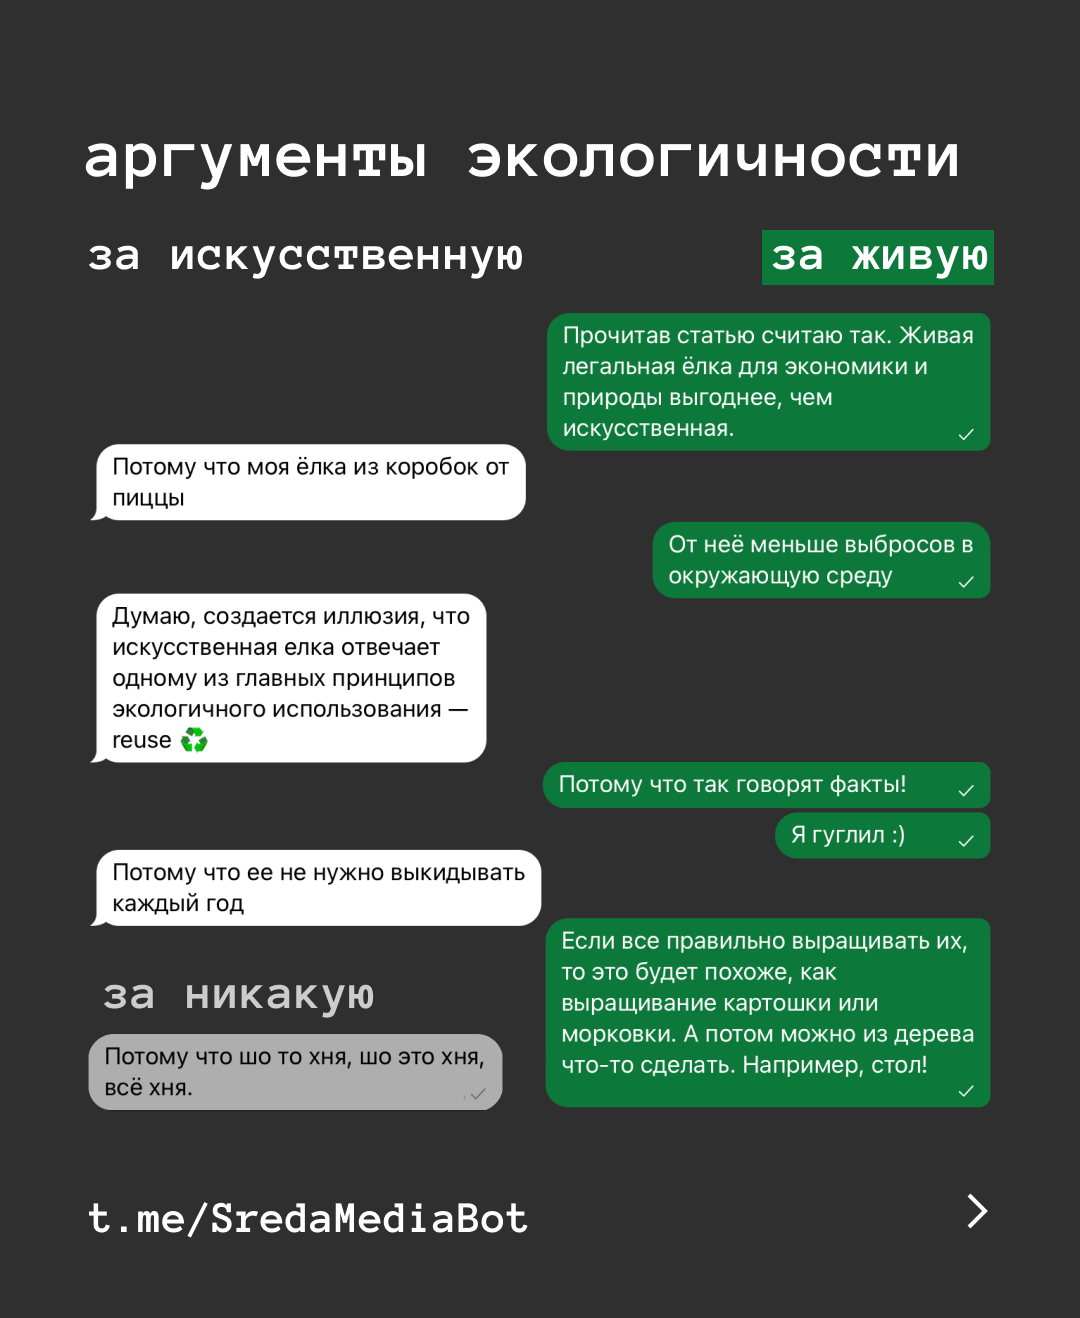 аргументы экологичности
за искусственную
за живую
Прочитав статью считаю так. Живая
легальная ёлка для экономики и
природы выгоднее, чем
искусственная.
Потому что моя ёлка из коробок от
пиццы
От неё меньше выбросов в
окружающую среду
Думаю, создается иллюзия, что
искусственная елка отвечает
одному из главных принципов
экологичного использования —
reuse ♻️
Потому что так говорят факты!
Я гуглил :)
Потому что ее не нужно выкидывать
каждый год
Если все правильно выращивать их,
то это будет похоже, как
выращивание картошки или
морковки. А потом можно из дерева
что-то сделать. Например, стол!
за никакую
Потому что шо то хня, шо это хня,
всё хня.
t.me/SredaMediaBot